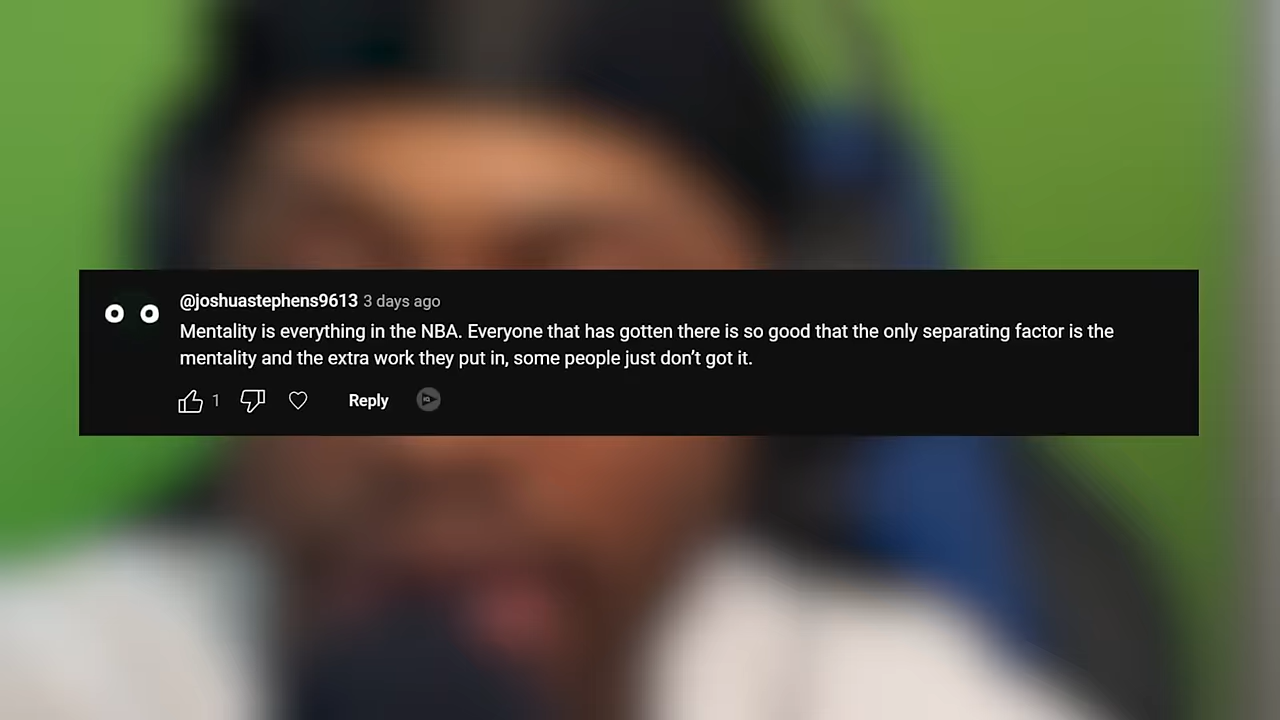 @joshuastephens9613 3 days ago
Mentality is everything in the NBA. Everyone that has gotten there is so good that the only separating factor is the
mentality and the extra work they put in, some people just don’t got it.
1 Reply